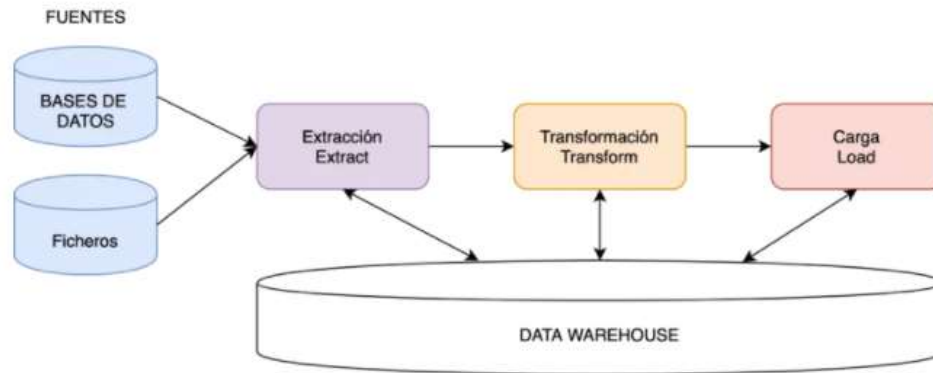 FUENTES
BASES DE
DATOS
Ficheros
Extracción
Extract
Transformación
Transform
Carga
Load
DATA WAREHOUSE